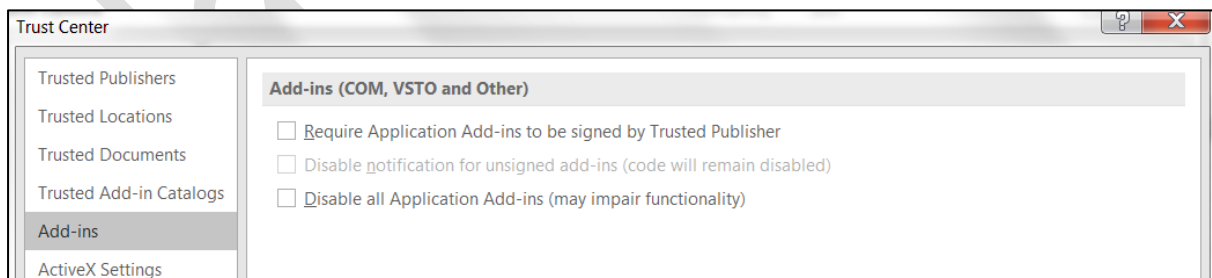 Trust Center
Trusted Publishers
Trusted Locations
Trusted Documents
Trusted Add-in Catalogs
Add-ins
ActiveX Settings
Add-ins (COM, VSTO and Other)
Require Application Add-ins to be signed by Trusted Publisher
Disable notification for unsigned add-ins (code will remain disabled)
Disable all Application Add-ins (may impair functionality)